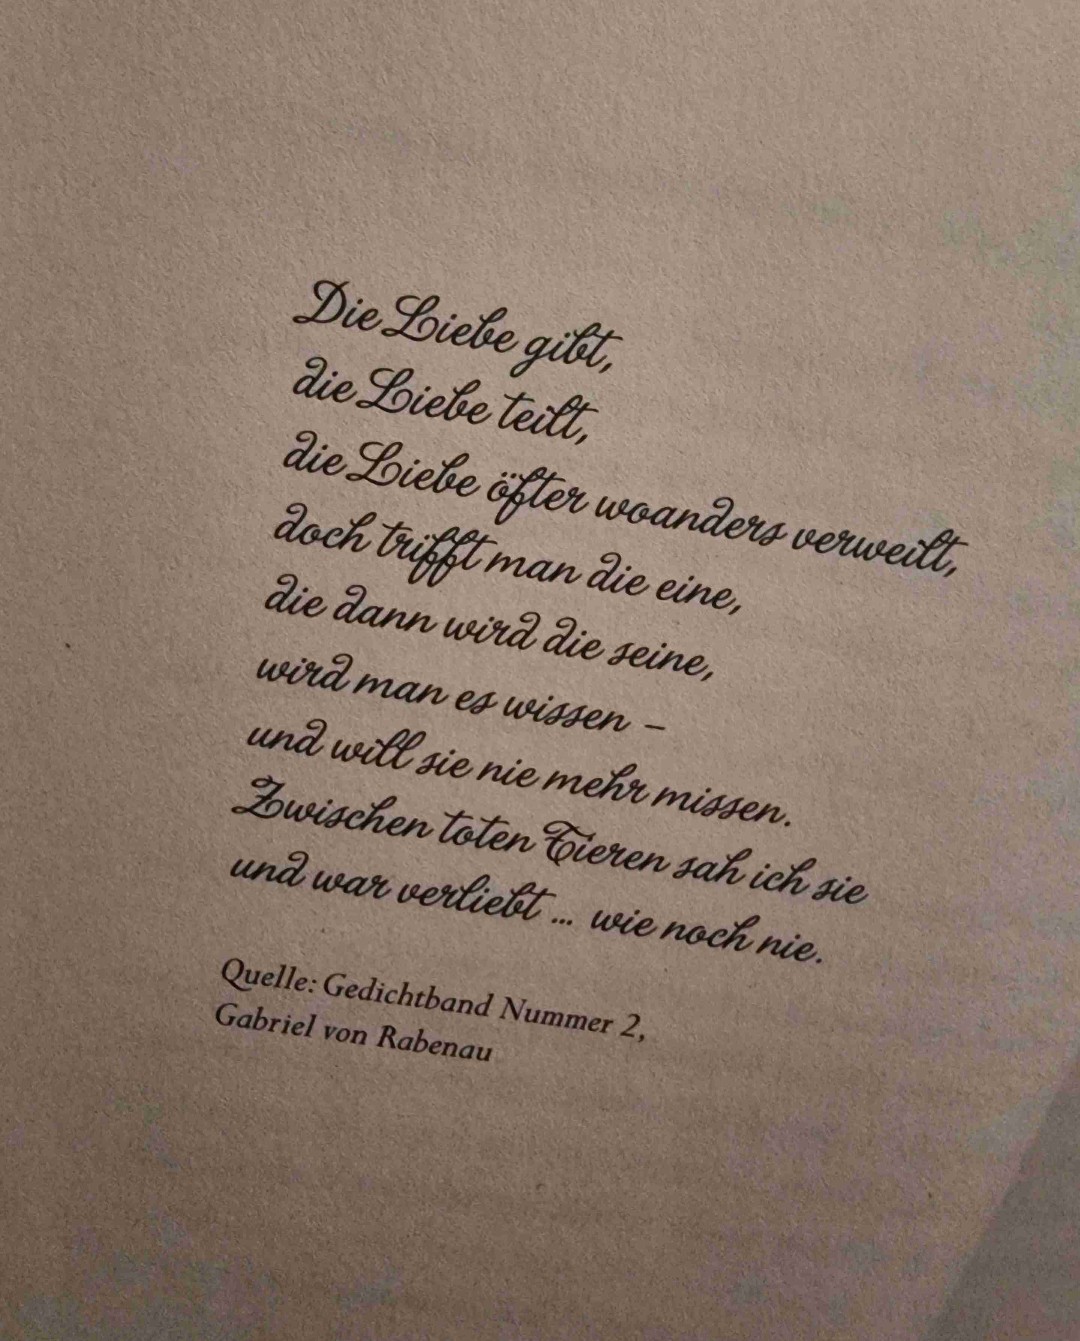 Die Liebe gibt,
die Liebe teilt,
die Liebe öfter woanders verweilt,
doch trifft man die eine,
die dann wird die seine,
wird man es wissen –
und will sie nie mehr missen.
Zwischen toten Tieren sah ich sie
und war verliebt ... wie noch nie.
Quelle: Gedichtband Nummer 2,
Gabriel von Rabenau